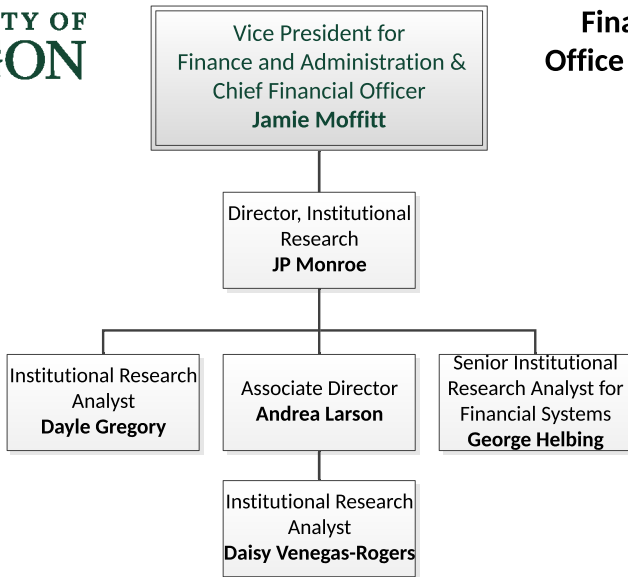 TY OF
ON
Office
Vice President for
Finance and Administration &
Chief Financial Officer
Jamie Moffitt
Director, Institutional
Research
JP Monroe
Institutional Research
Analyst
Dayle Gregory
Associate Director
Andrea Larson
Senior Institutional
Research Analyst for
Financial Systems
George Helbing
Institutional Research
Analyst
Daisy Venegas-Rogers